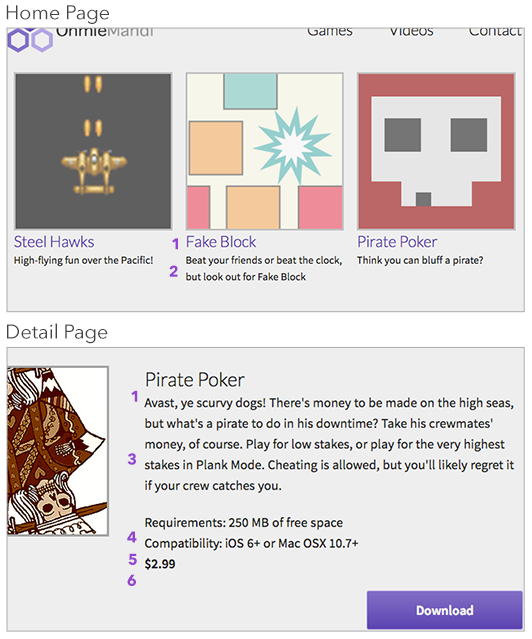 Home Page
OhmieMandi
Games Videos Contact
Steel Hawks
High-flying fun over the Pacific!
1 Fake Block
2 Beat your friends or beat the clock,
but look out for Fake Block
Pirate Poker
Think you can bluff a pirate?
Detail Page
Pirate Poker
1 Avast, ye scurvy dogs! There's money to be made on the high seas,
but what's a pirate to do in his downtime? Take his crewmates'
money, of course. Play for low stakes, or play for the very highest
3 stakes in Plank Mode. Cheating is allowed, but you'll likely regret it
if your crew catches you.
Requirements: 250 MB of free space
4 Compatibility: iOS 6+ or Mac OSX 10.7+
5 $2.99
6
Download